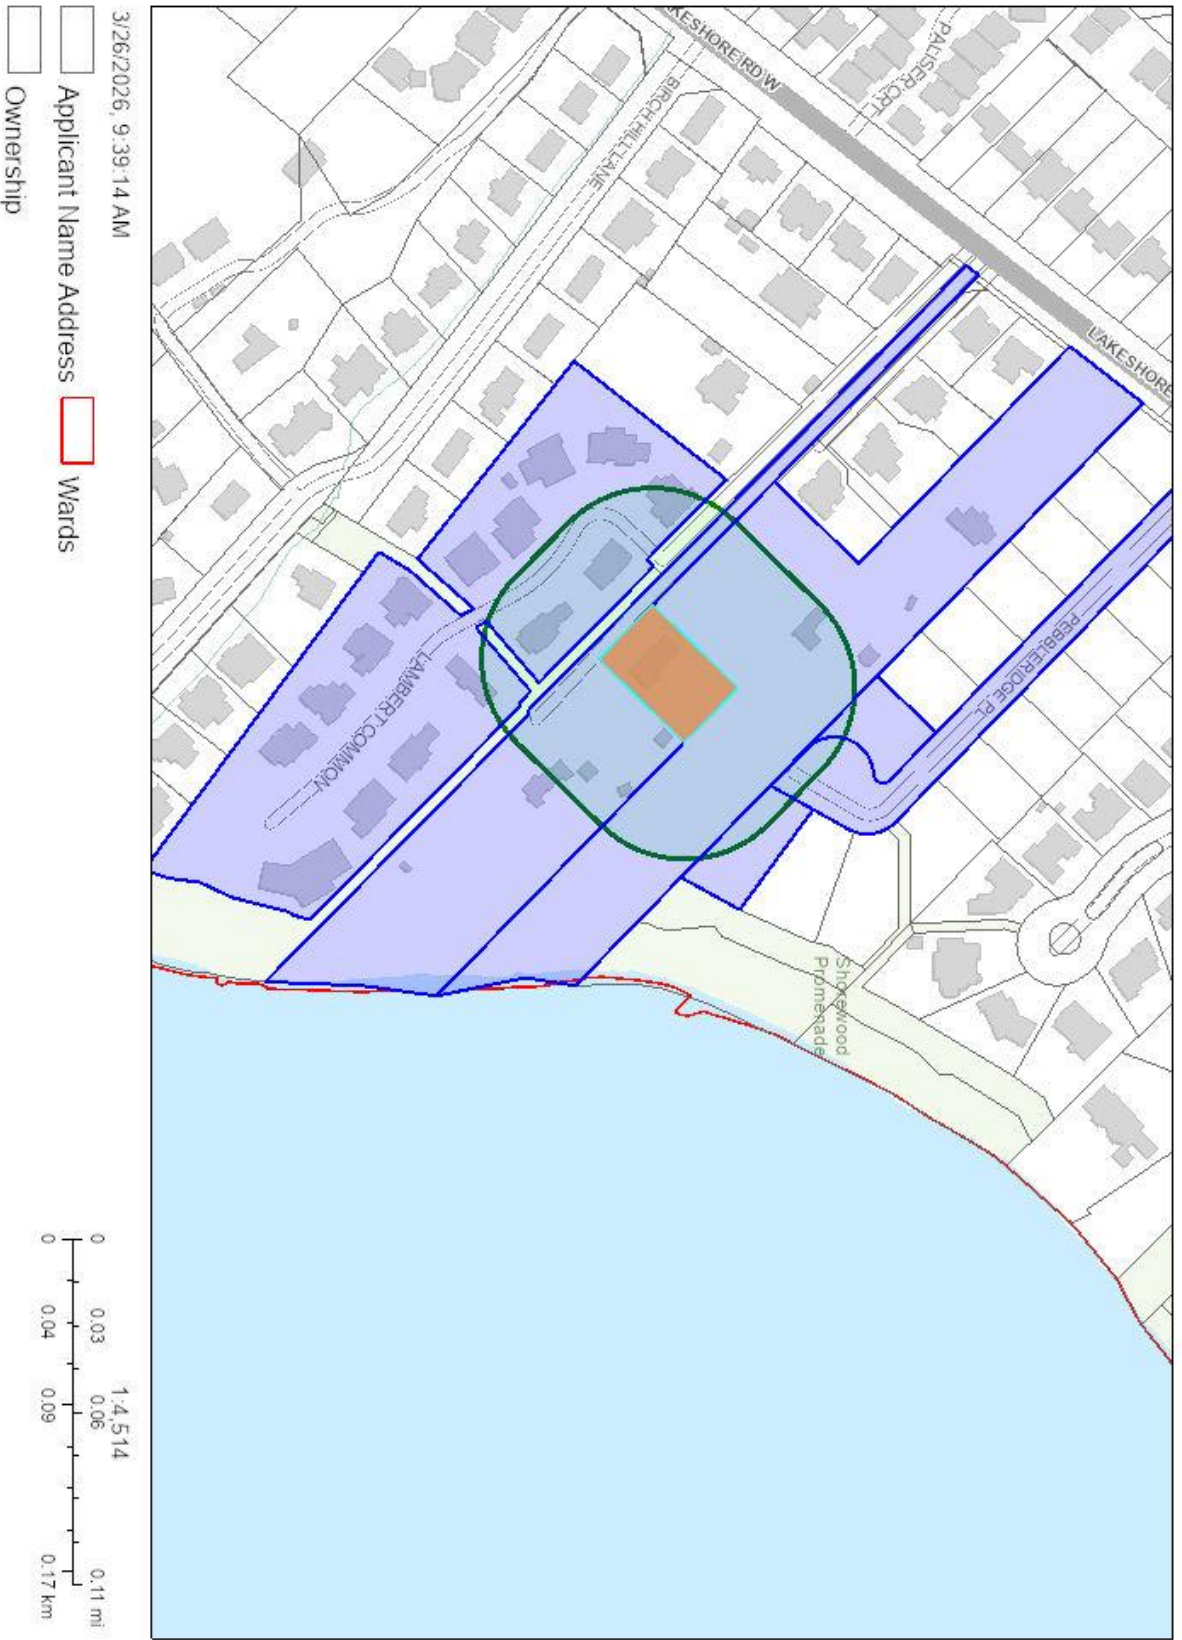 LAKESHORE RD W
PALISER CRT
BIRCH HILL LANE
LAKESHORE
PEBBLERIDGE PL
LAMBERT COMMON
Shorewood
Promenade
3/26/2026, 9:39:14 AM
1:4,514
Applicant Name Address
Wards
Ownership
0 0.03 0.06 0.11 mi
0 0.04 0.09 0.17 km